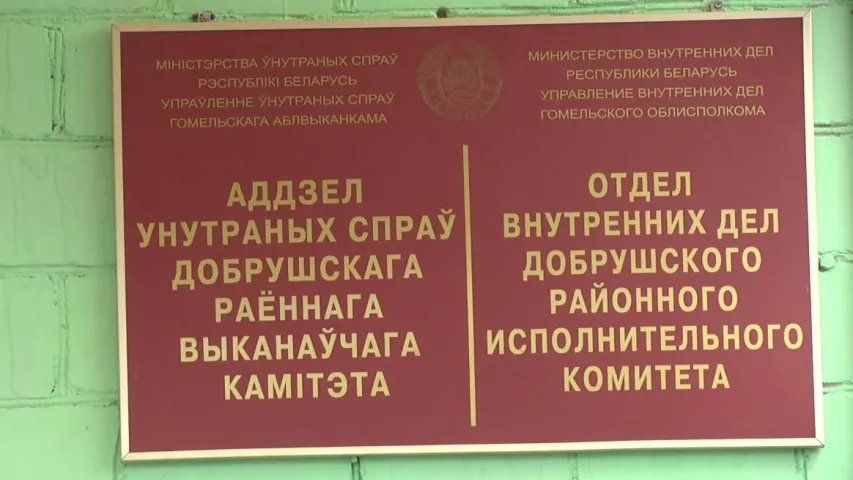 МІНІСТЭРСТВА ЎНУТРАНЫХ СПРАЎ
РЭСПУБЛІКІ БЕЛАРУСЬ
УПРАЎЛЕННЕ ЎНУТРАНЫХ СПРАЎ
ГОМЕЛЬСКАГА АБЛВЫКАНКАМА
АДДЗЕЛ
УНУТРАНЫХ СПРАЎ
ДОБРУШСКАГА
РАЁННАГА
ВЫКАНАЎЧАГА
КАМІТЭТА
МИНИСТЕРСТВО ВНУТРЕННИХ ДЕЛ
РЕСПУБЛИКИ БЕЛАРУСЬ
УПРАВЛЕНИЕ ВНУТРЕННИХ ДЕЛ
ГОМЕЛЬСКОГО ОБЛИСПОЛКОМА
ОТДЕЛ
ВНУТРЕННИХ ДЕЛ
ДОБРУШСКОГО
РАЙОННОГО
ИСПОЛНИТЕЛЬНОГО
КОМИТЕТА